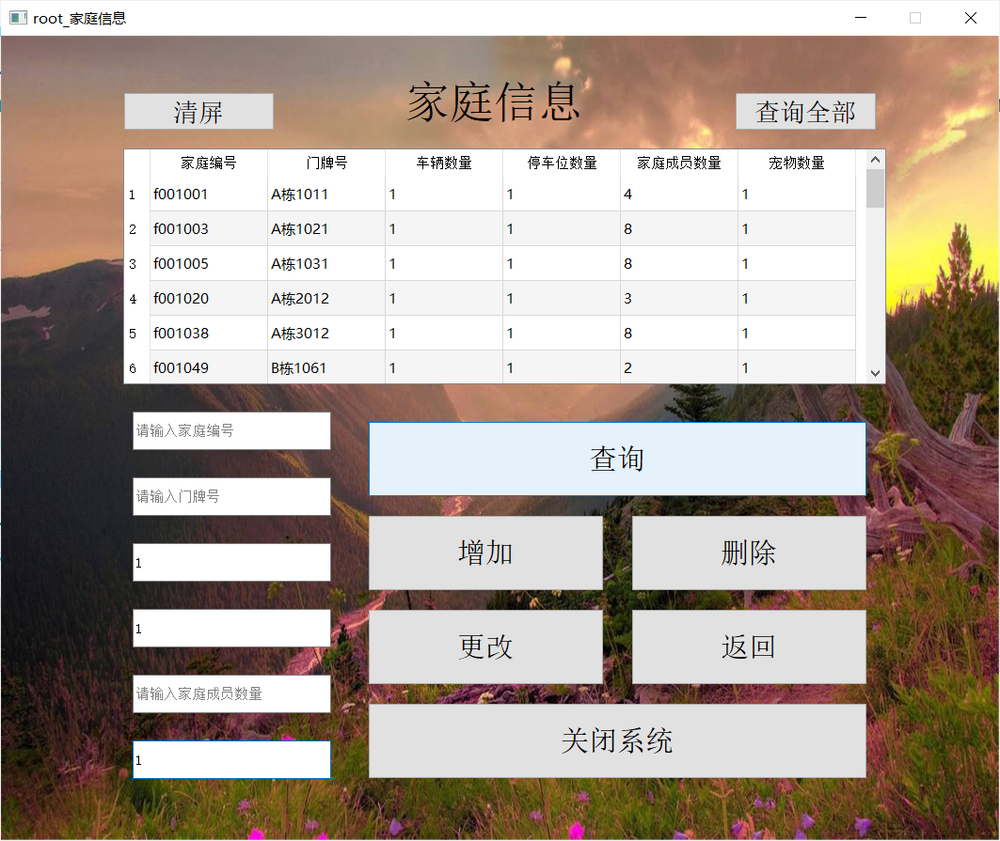 root_家庭信息
清屏 家庭信息 查询全部
家庭编号 门牌号 车辆数量 停车位数量 家庭成员数量 宠物数量
1 f001001 A栋1011 1 1 4 1
2 f001003 A栋1021 1 1 8 1
3 f001005 A栋1031 1 1 8 1
4 f001020 A栋2012 1 1 3 1
5 f001038 A栋3012 1 1 8 1
6 f001049 B栋1061 1 1 2 1
请输入家庭编号
查询
请输入门牌号
增加 删除
1
1
更改 返回
请输入家庭成员数量
关闭系统
1